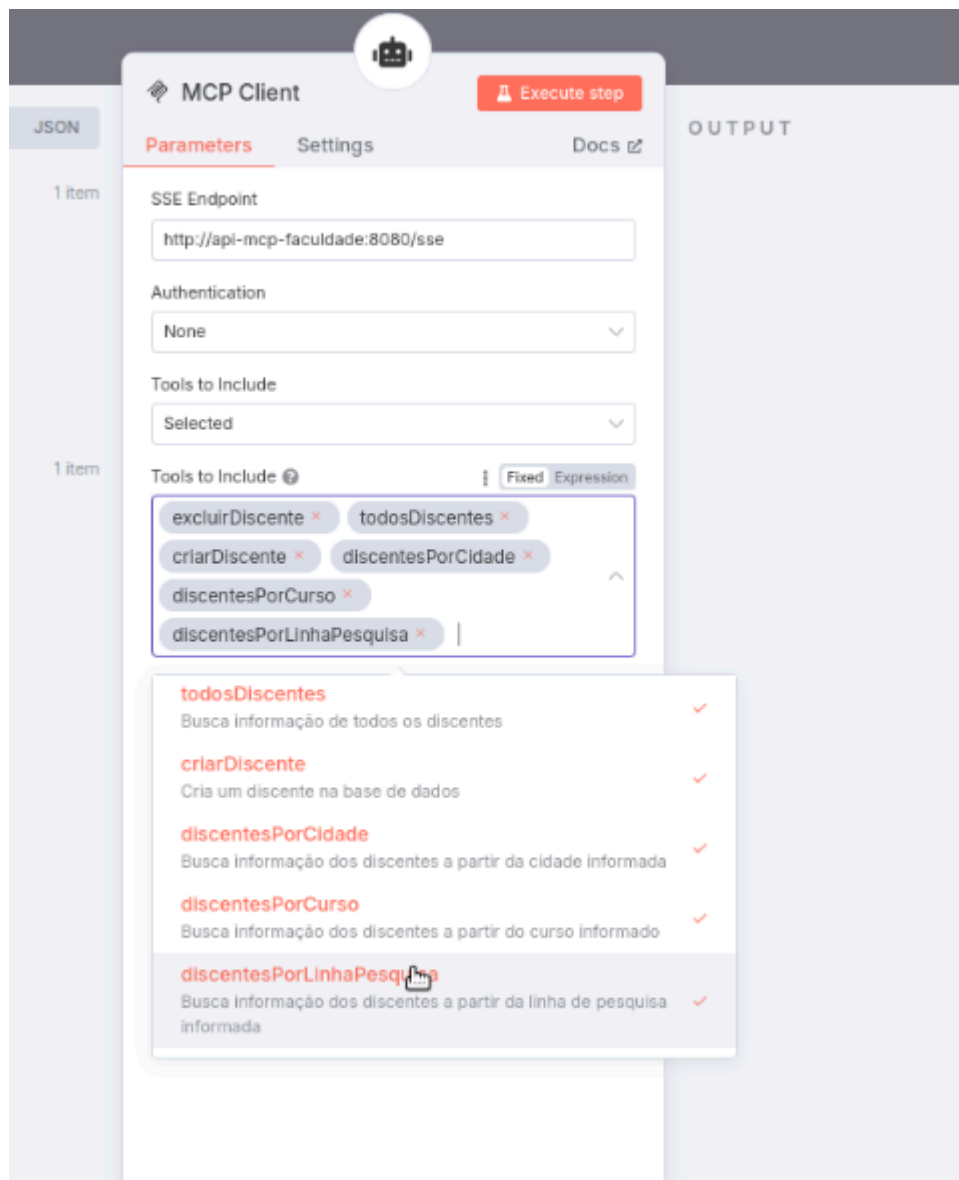 MCP Client
Execute step
JSON
OUTPUT
Parameters
Settings
Docs
1 item
SSE Endpoint
http://api-mcp-faculdade:8080/sse
Authentication
None
Tools to Include
Selected
1 item
Tools to Include
Fixed
Expression
excluirDiscente
todosDiscentes
criarDiscente
discentesPorCidade
discentesPorCurso
discentesPorLinhaPesquisa
todosDiscentes
Busca informação de todos os discentes
criarDiscente
Cria um discente na base de dados
discentesPorCidade
Busca informação dos discentes a partir da cidade informada
discentesPorCurso
Busca informação dos discentes a partir do curso informado
discentesPorLinhaPesquisa
Busca informação dos discentes a partir da linha de pesquisa
informada